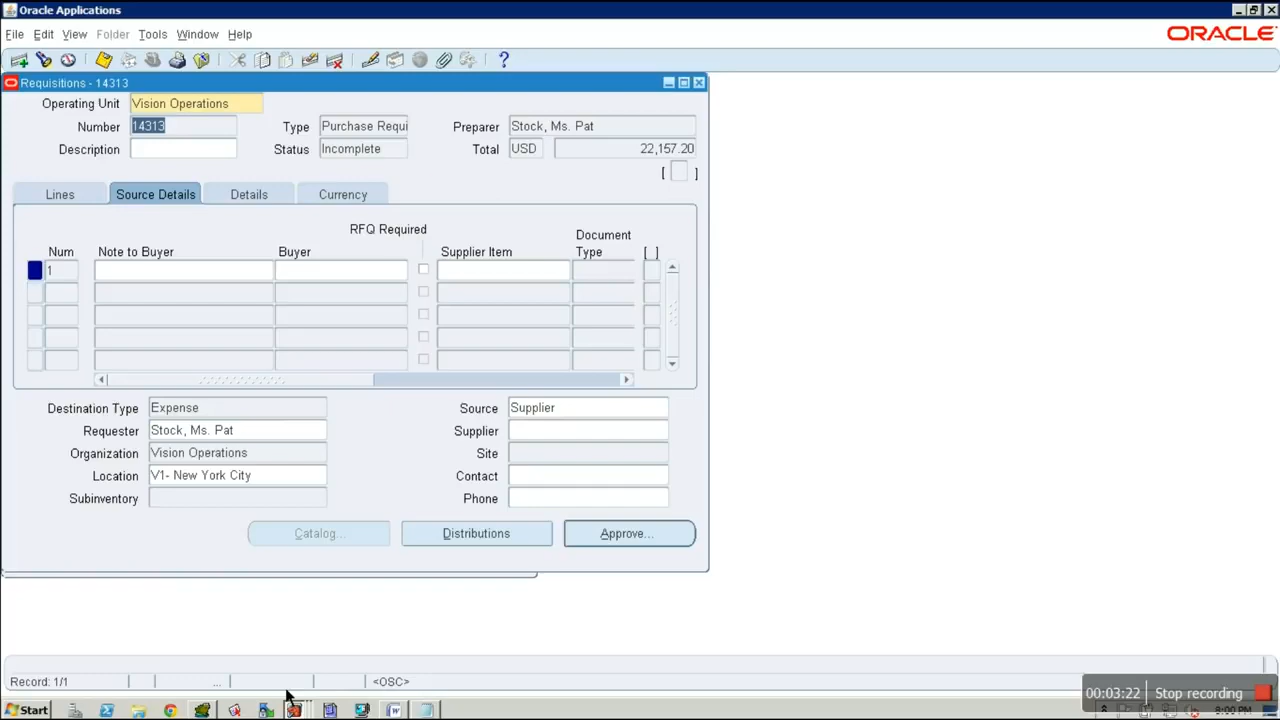 Oracle Applications
File Edit View Folder Tools Window Help
ORACLE
Requisitions - 14313
Operating Unit Vision Operations
Number 14313 Type Purchase Requi Preparer Stock, Ms. Pat
Description Status Incomplete Total USD 22,157.20
[ ]
Lines Source Details Details Currency
RFQ Required
Document
Num Note to Buyer Buyer Supplier Item Type [ ]
1
Destination Type Expense Source Supplier
Requester Stock, Ms. Pat Supplier
Organization Vision Operations Site
Location V1- New York City Contact
Subinventory Phone
Catalog... Distributions Approve...
Record: 1/1 ... <OSC>
00:03:22 Stop recording
Start 8:00 PM